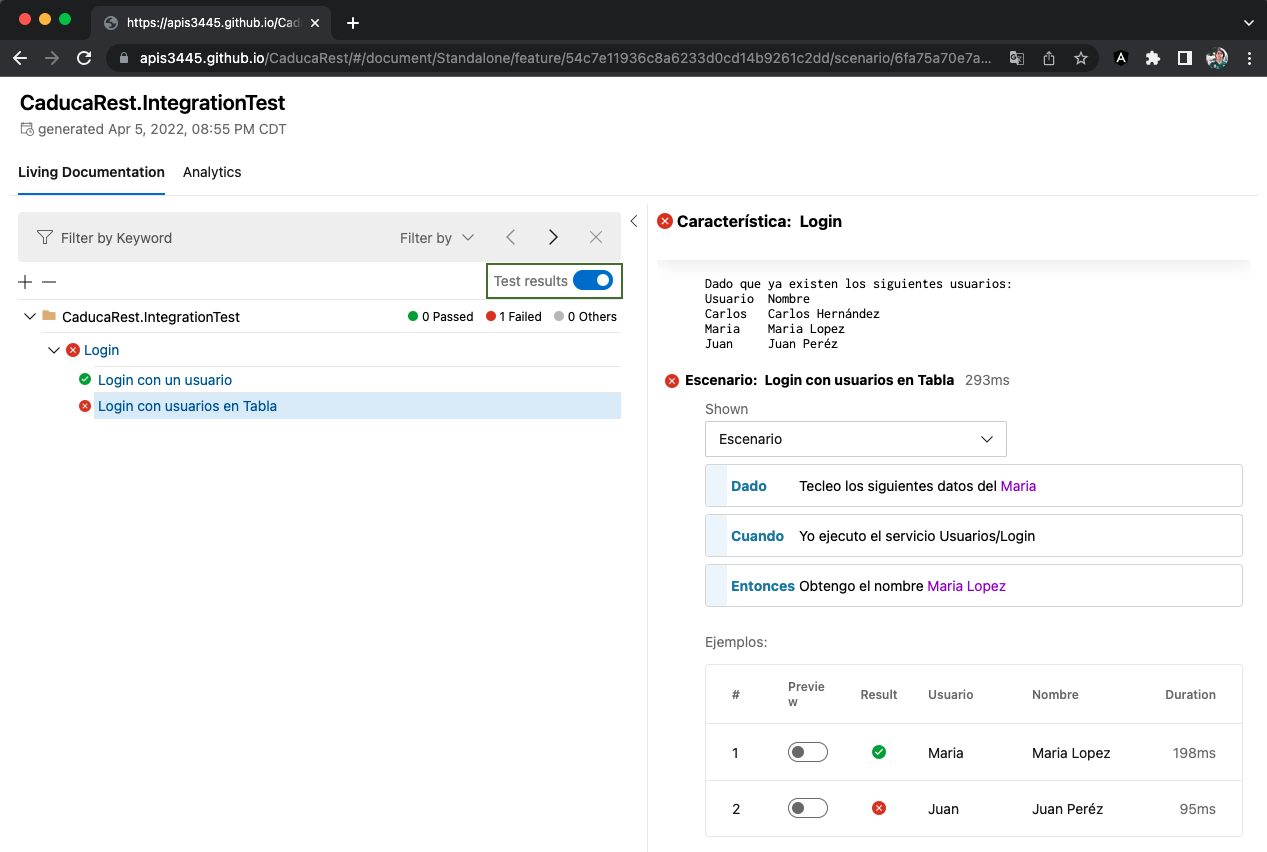 https://apis3445.github.io/Cad
apis3445.github.io/CaducaRest/#/document/Standalone/feature/54c7e11936c8a6233d0cd14b9261c2dd/scenario/6fa75a70e7a...
A
CaducaRest.IntegrationTest
generated Apr 5, 2022, 08:55 PM CDT
Living Documentation Analytics
Filter by Keyword Filter by
Test results
CaducaRest.IntegrationTest 0 Passed 1 Failed 0 Others
Login
Login con un usuario
Login con usuarios en Tabla
Característica: Login
Dado que ya existen los siguientes usuarios:
Usuario Nombre
Carlos Carlos Hernández
Maria Maria Lopez
Juan Juan Peréz
Escenario: Login con usuarios en Tabla 293ms
Shown
Escenario
Dado Tecleo los siguientes datos del Maria
Cuando Yo ejecuto el servicio Usuarios/Login
Entonces Obtengo el nombre Maria Lopez
Ejemplos:
# Preview Result Usuario Nombre Duration
1 Maria Maria Lopez 198ms
2 Juan Juan Peréz 95ms